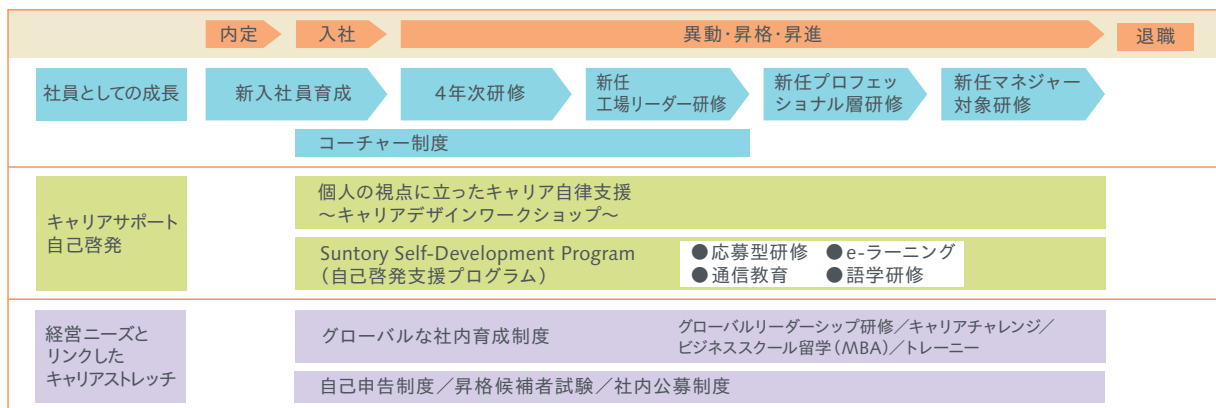 内定
入社
異動・昇格・昇進
退職
社員としての成長
新入社員育成
4年次研修
新任
工場リーダー研修
新任プロフェッ
ショナル層研修
新任マネジャー
対象研修
コーチャー制度
キャリアサポート
自己啓発
個人の視点に立ったキャリア自律支援
～キャリアデザインワークショップ～
Suntory Self-Development Program
（自己啓発支援プログラム）
●応募型研修 ●e-ラーニング
●通信教育 ●語学研修
経営ニーズと
リンクした
キャリアストレッチ
グローバルな社内育成制度
グローバルリーダーシップ研修／キャリアチャレンジ／
ビジネススクール留学（MBA）／トレーニー
自己申告制度／昇格候補者試験／社内公募制度